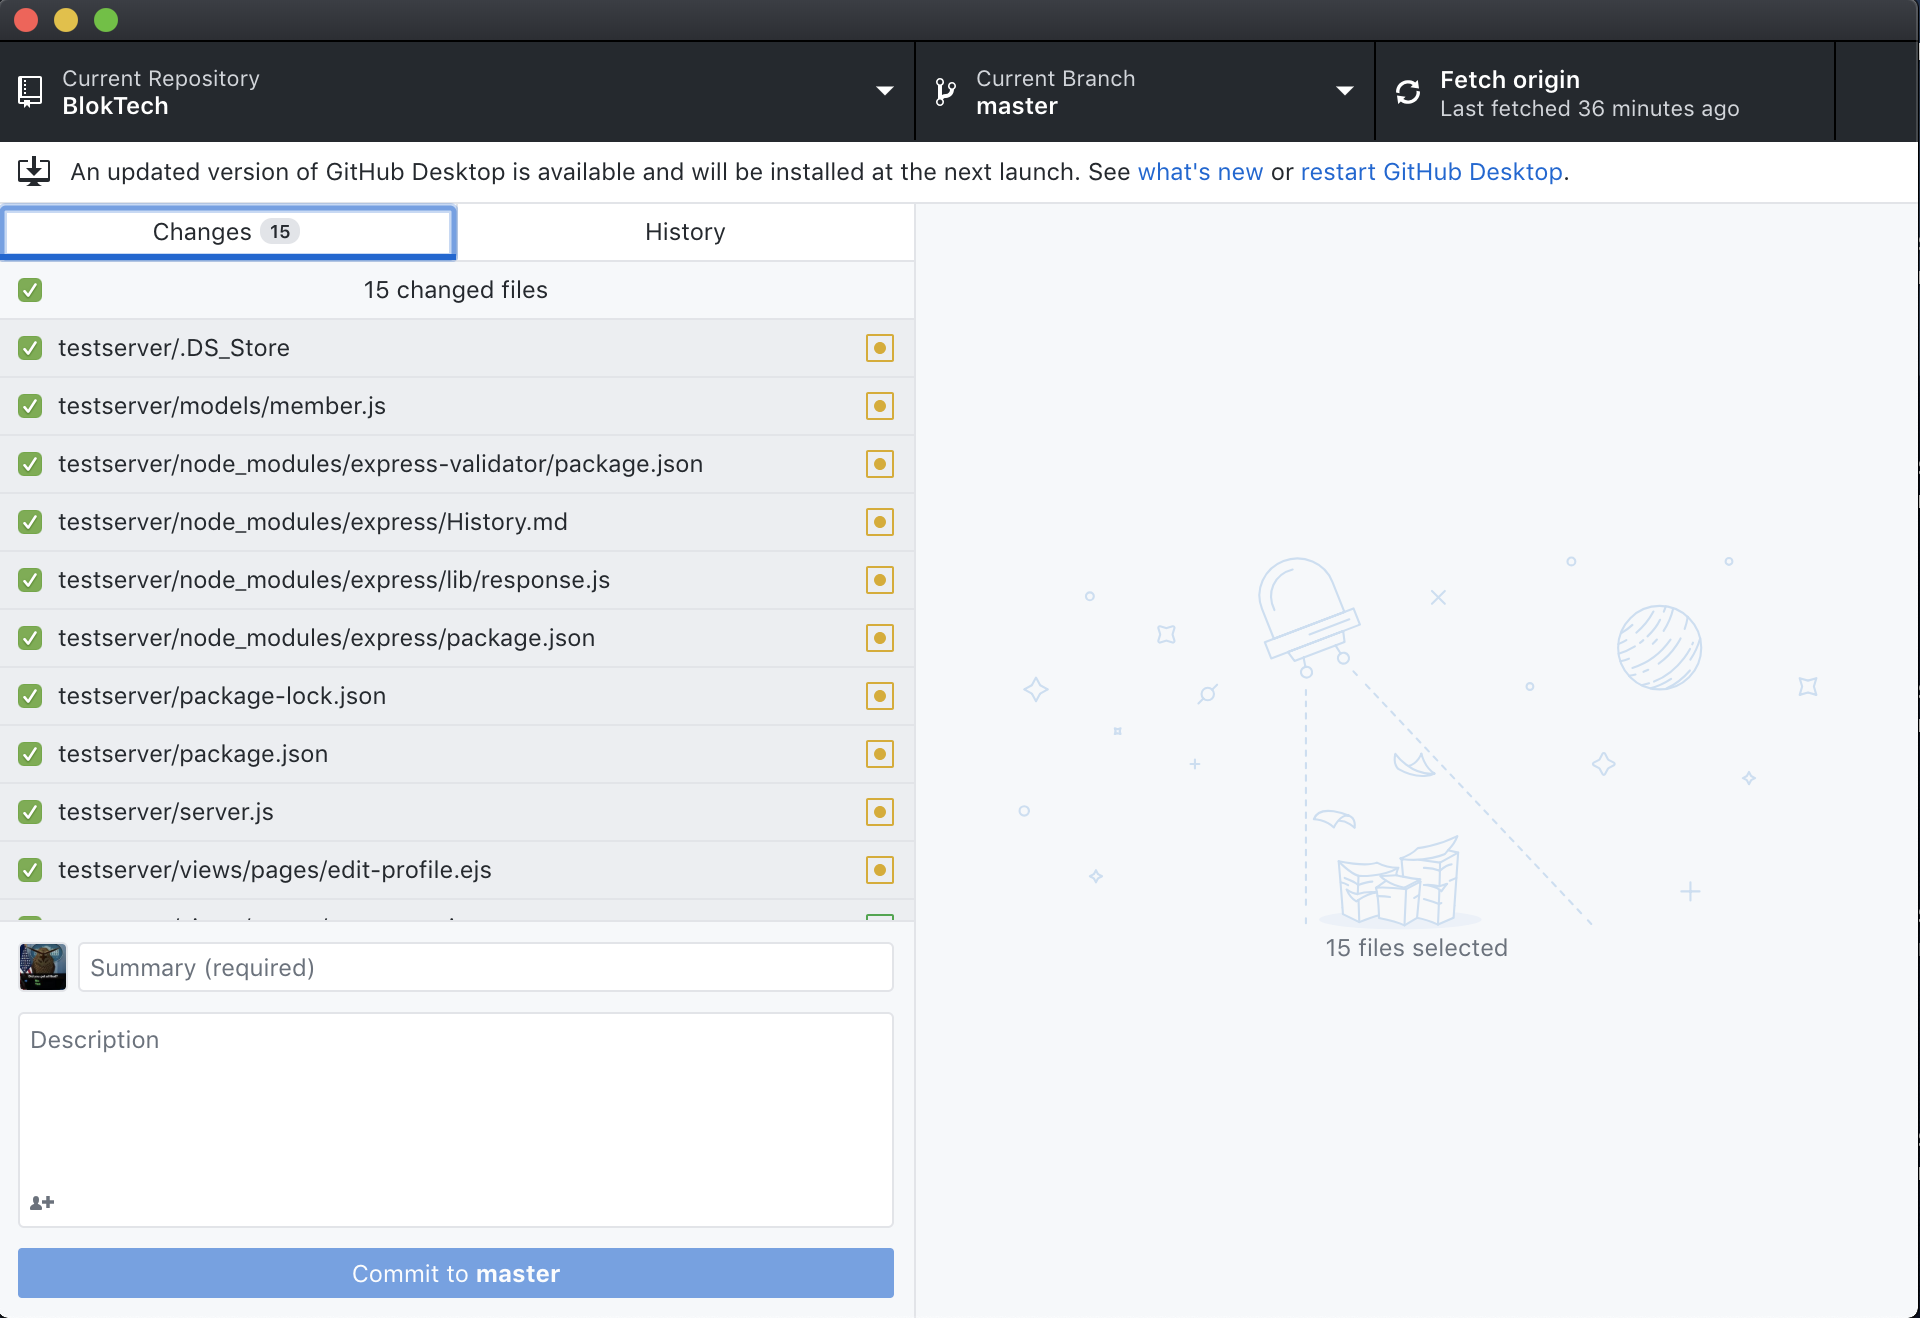 Current Repository
BlokTech
Current Branch
master
Fetch origin
Last fetched 36 minutes ago
An updated version of GitHub Desktop is available and will be installed at the next launch. See what's new or restart GitHub Desktop.
Changes 15
History
15 changed files
testserver/.DS_Store
testserver/models/member.js
testserver/node_modules/express-validator/package.json
testserver/node_modules/express/History.md
testserver/node_modules/express/lib/response.js
testserver/node_modules/express/package.json
testserver/package-lock.json
testserver/package.json
testserver/server.js
testserver/views/pages/edit-profile.ejs
15 files selected
Summary (required)
Description
Commit to master